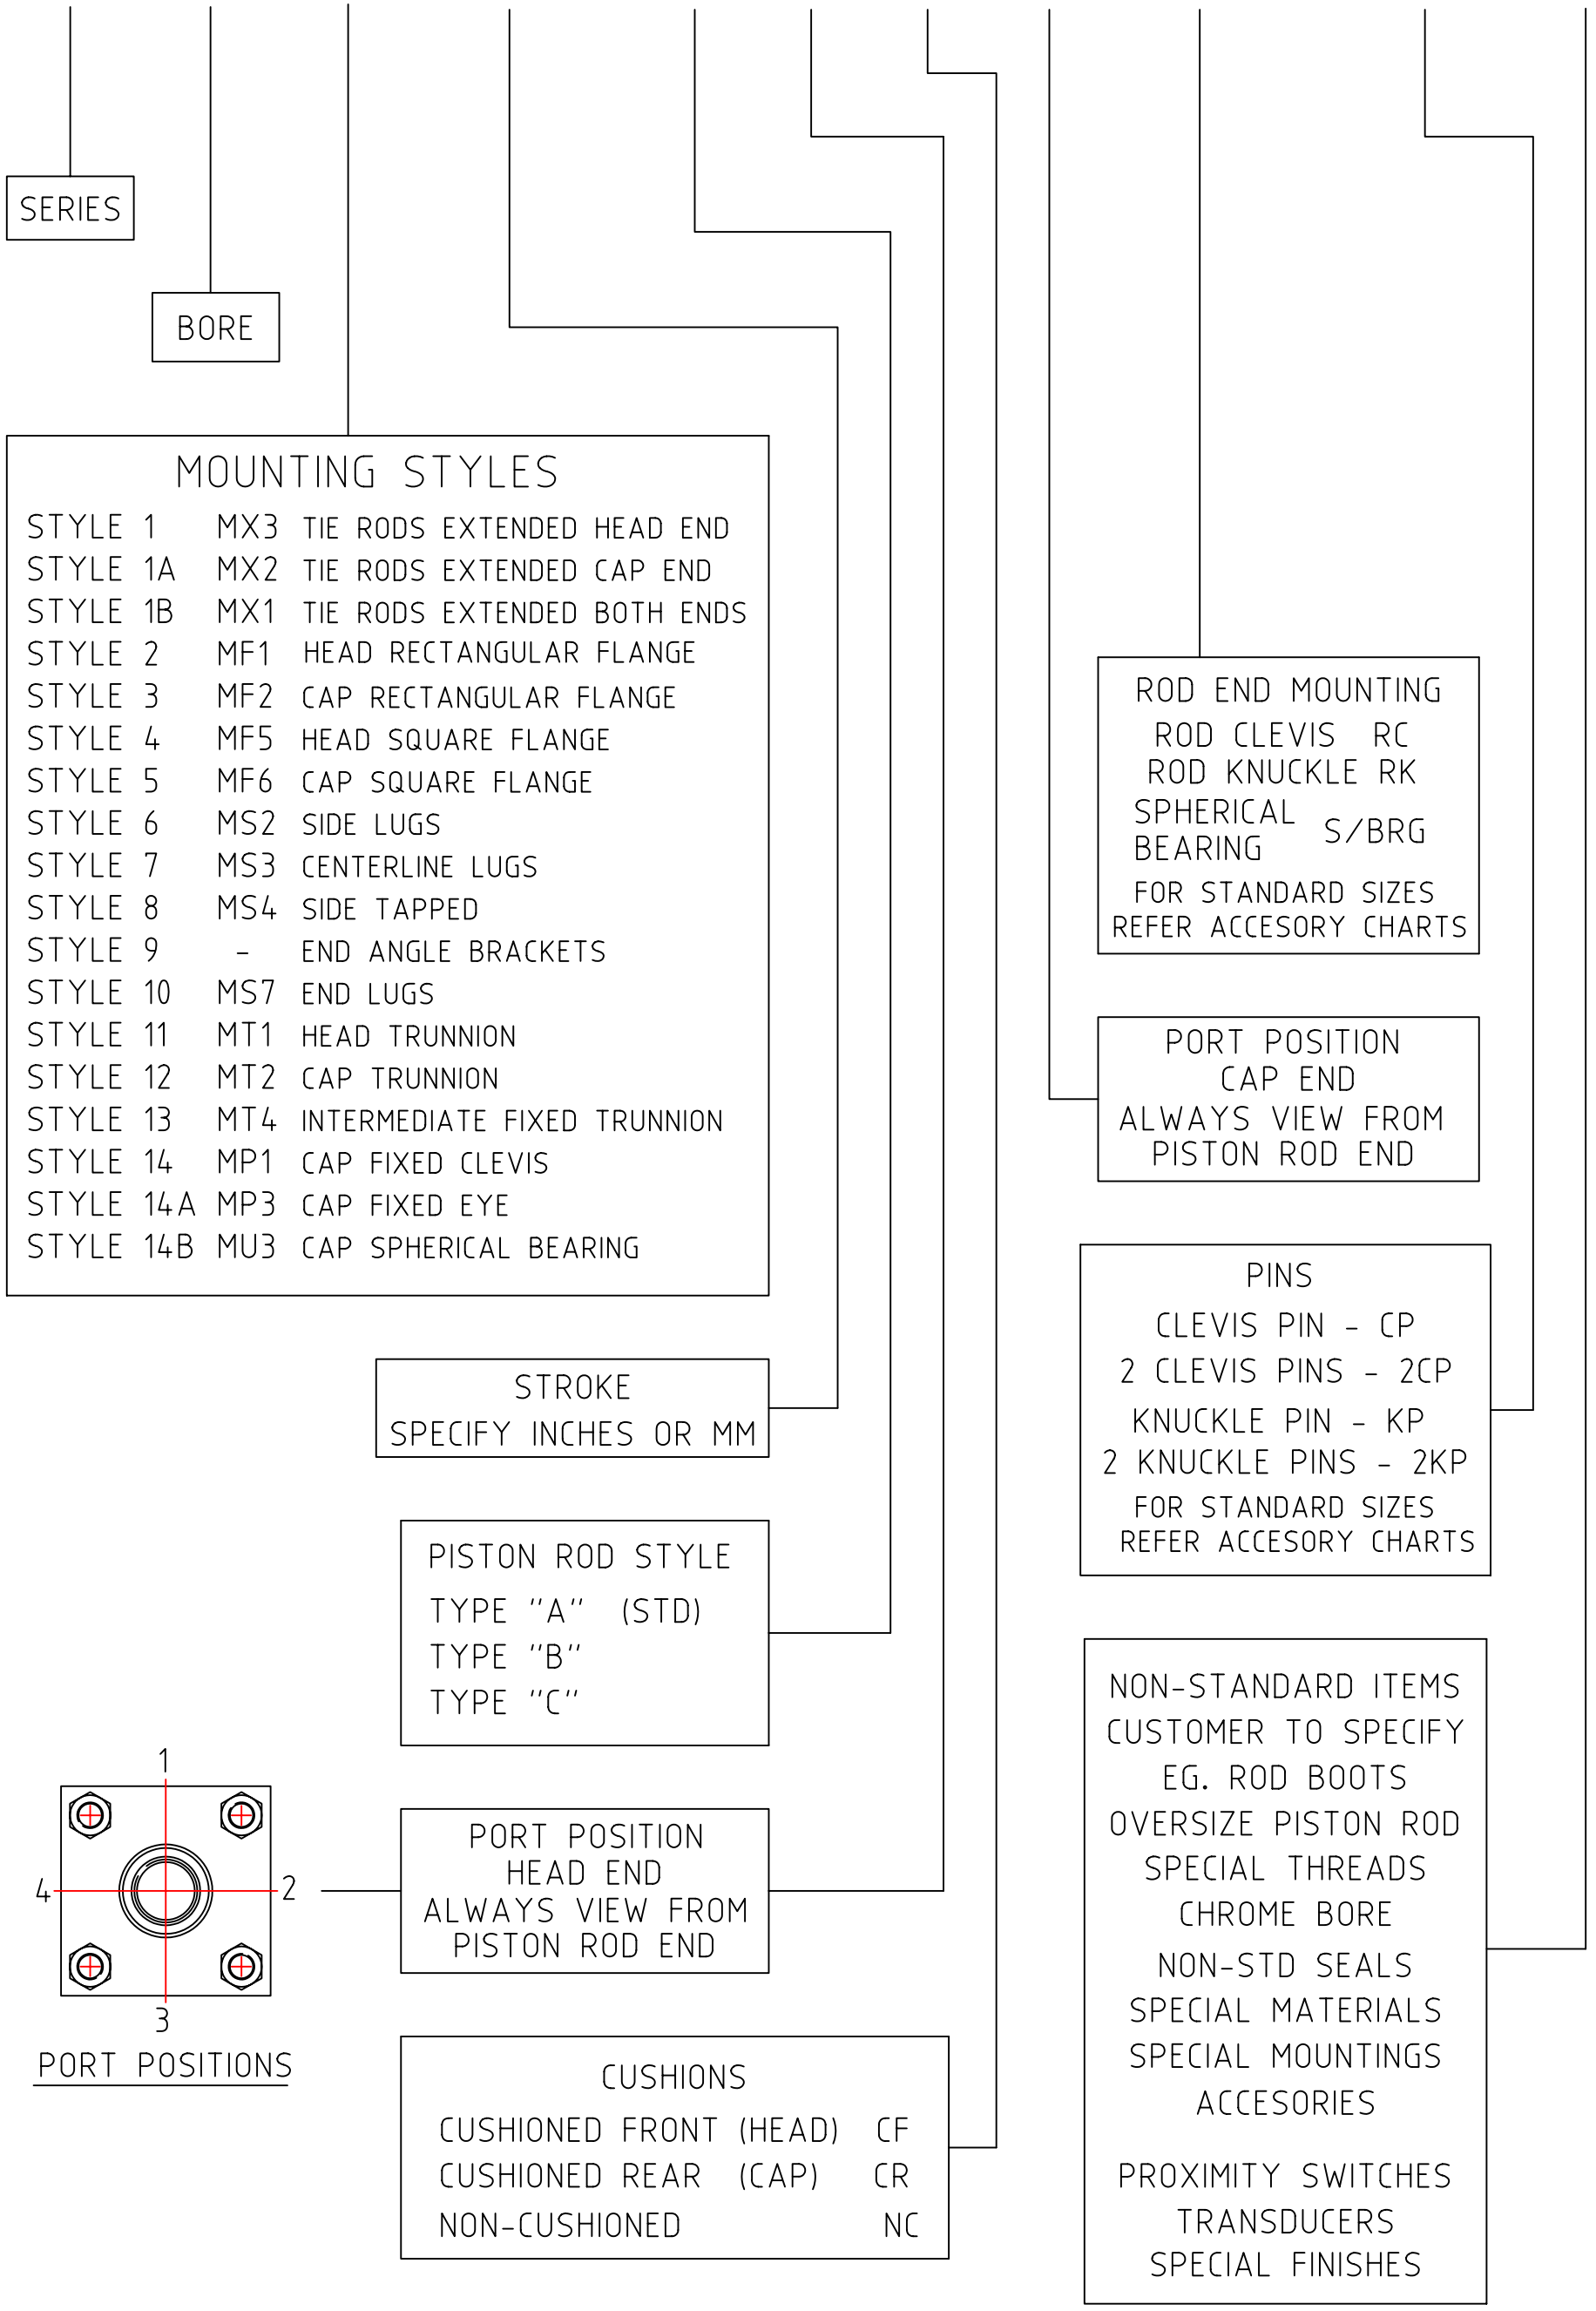 SERIES
BORE
MOUNTING STYLES
STYLE 1 MX3 TIE RODS EXTENDED HEAD END
STYLE 1A MX2 TIE RODS EXTENDED CAP END
STYLE 1B MX1 TIE RODS EXTENDED BOTH ENDS
STYLE 2 MF1 HEAD RECTANGULAR FLANGE
STYLE 3 MF2 CAP RECTANGULAR FLANGE
STYLE 4 MF5 HEAD SQUARE FLANGE
STYLE 5 MF6 CAP SQUARE FLANGE
STYLE 6 MS2 SIDE LUGS
STYLE 7 MS3 CENTERLINE LUGS
STYLE 8 MS4 SIDE TAPPED
STYLE 9 - END ANGLE BRACKETS
STYLE 10 MS7 END LUGS
STYLE 11 MT1 HEAD TRUNNION
STYLE 12 MT2 CAP TRUNNION
STYLE 13 MT4 INTERMEDIATE FIXED TRUNNION
STYLE 14 MP1 CAP FIXED CLEVIS
STYLE 14A MP3 CAP FIXED EYE
STYLE 14B MU3 CAP SPHERICAL BEARING
STROKE
SPECIFY INCHES OR MM
PISTON ROD STYLE
TYPE "A" (STD)
TYPE "B"
TYPE "C"
1
4
2
3
PORT POSITIONS
PORT POSITION
HEAD END
ALWAYS VIEW FROM
PISTON ROD END
CUSHIONS
CUSHIONED FRONT (HEAD) CF
CUSHIONED REAR (CAP) CR
NON-CUSHIONED NC
ROD END MOUNTING
ROD CLEVIS RC
ROD KNUCKLE RK
SPHERICAL
BEARING S/BRG
FOR STANDARD SIZES
REFER ACCESORY CHARTS
PORT POSITION
CAP END
ALWAYS VIEW FROM
PISTON ROD END
PINS
CLEVIS PIN - CP
2 CLEVIS PINS - 2CP
KNUCKLE PIN - KP
2 KNUCKLE PINS - 2KP
FOR STANDARD SIZES
REFER ACCESORY CHARTS
NON-STANDARD ITEMS
CUSTOMER TO SPECIFY
EG. ROD BOOTS
OVERSIZE PISTON ROD
SPECIAL THREADS
CHROME BORE
NON-STD SEALS
SPECIAL MATERIALS
SPECIAL MOUNTINGS
ACCESORIES
PROXIMITY SWITCHES
TRANSDUCERS
SPECIAL FINISHES